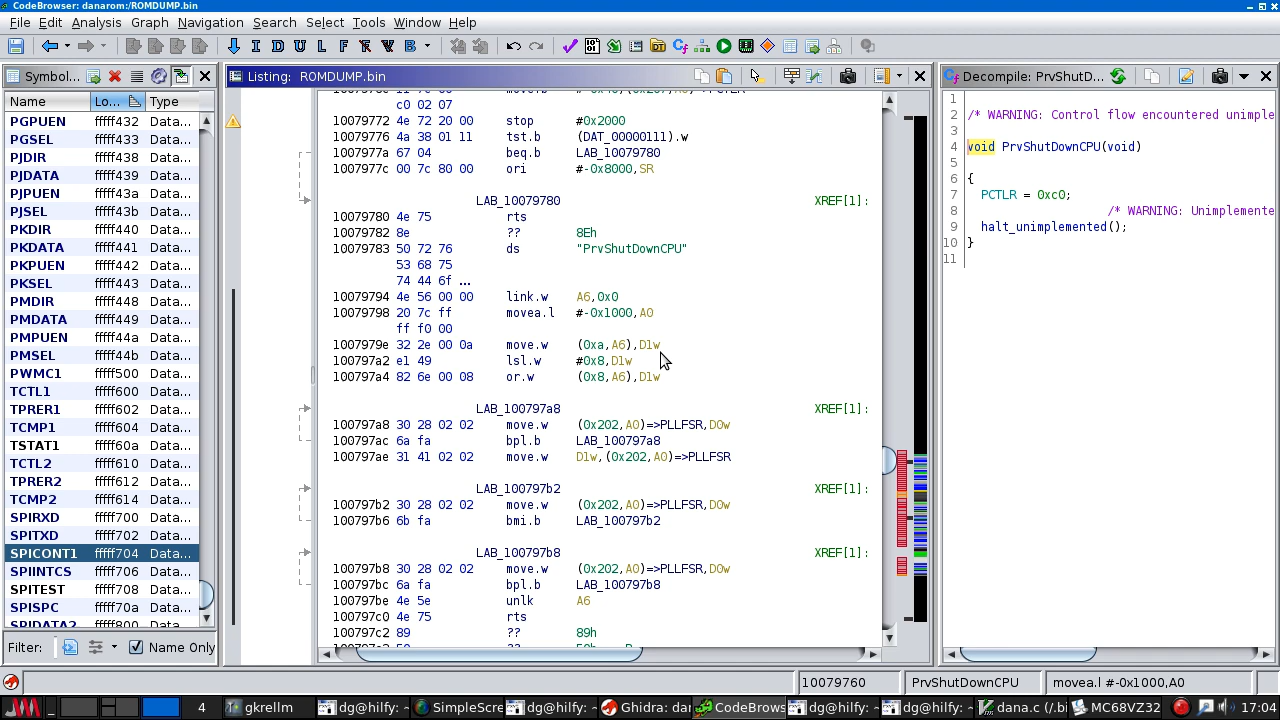 CodeBrowser: danarom:/ROMDUMP.bin
File Edit Analysis Graph Navigation Search Select Tools Window Help
I D U L F V B
Symbol...
Listing: ROMDUMP.bin
Decompile: PrvShutD...
Name Lo... Type
PGPUEN fffff432 Data...
PGSEL fffff433 Data...
PJDIR fffff438 Data...
PJDATA fffff439 Data...
PJPUEN fffff43a Data...
PJSEL fffff43b Data...
PKDIR fffff440 Data...
PKDATA fffff441 Data...
PKPUEN fffff442 Data...
PKSEL fffff443 Data...
PMDIR fffff448 Data...
PMDATA fffff449 Data...
PMPUEN fffff44a Data...
PMSEL fffff44b Data...
PWMC1 fffff500 Data...
TCTL1 fffff600 Data...
TPRER1 fffff602 Data...
TCMP1 fffff604 Data...
TSTAT1 fffff60a Data...
TCTL2 fffff610 Data...
TPRER2 fffff612 Data...
TCMP2 fffff614 Data...
SPIRXD fffff700 Data...
SPITXD fffff702 Data...
SPICONT1 fffff704 Data...
SPIINTCS fffff706 Data...
SPITEST fffff708 Data...
SPISPC fffff70a Data...
SPIDATA2 fffff800 Data...
Filter: Name Only
c0 02 07
10079772 4e 72 20 00 stop #0x2000
10079776 4a 38 01 11 tst.b (DAT_00000111).w
1007977a 67 04 beq.b LAB_10079780
1007977c 00 7c 80 00 ori #-0x8000,SR
LAB_10079780 XREF[1]:
10079780 4e 75 rts
10079782 8e ?? 8Eh
10079783 50 72 76 ds "PrvShutDownCPU"
53 68 75
74 44 6f ...
10079794 4e 56 00 00 link.w A6,0x0
10079798 20 7c ff movea.l #-0x1000,A0
ff f0 00
1007979e 32 2e 00 0a move.w (0xa,A6),D1w
100797a2 e1 49 lsl.w #0x8,D1w
100797a4 82 6e 00 08 or.w (0x8,A6),D1w
LAB_100797a8 XREF[1]:
100797a8 30 28 02 02 move.w (0x202,A0)=>PLLFSR,D0w
100797ac 6a fa bpl.b LAB_100797a8
100797ae 31 41 02 02 move.w D1w,(0x202,A0)=>PLLFSR
LAB_100797b2 XREF[1]:
100797b2 30 28 02 02 move.w (0x202,A0)=>PLLFSR,D0w
100797b6 6b fa bmi.b LAB_100797b2
LAB_100797b8 XREF[1]:
100797b8 30 28 02 02 move.w (0x202,A0)=>PLLFSR,D0w
100797bc 6a fa bpl.b LAB_100797b8
100797be 4e 5e unlk A6
100797c0 4e 75 rts
100797c2 89 ?? 89h
1
2 /* WARNING: Control flow encountered unimple
3
4 void PrvShutDownCPU(void)
5
6 {
7 PCTLR = 0xc0;
8 /* WARNING: Unimplemente
9 halt_unimplemented();
10 }
11
10079760 PrvShutDownCPU movea.l #-0x1000,A0
4 gkrellm dg@hilfy: ~ SimpleScre dg@hilfy: ~ Ghidra: dan CodeBrows dg@hilfy: ~ dg@hilfy: ~ dana.c (/h. MC68VZ32 17:04